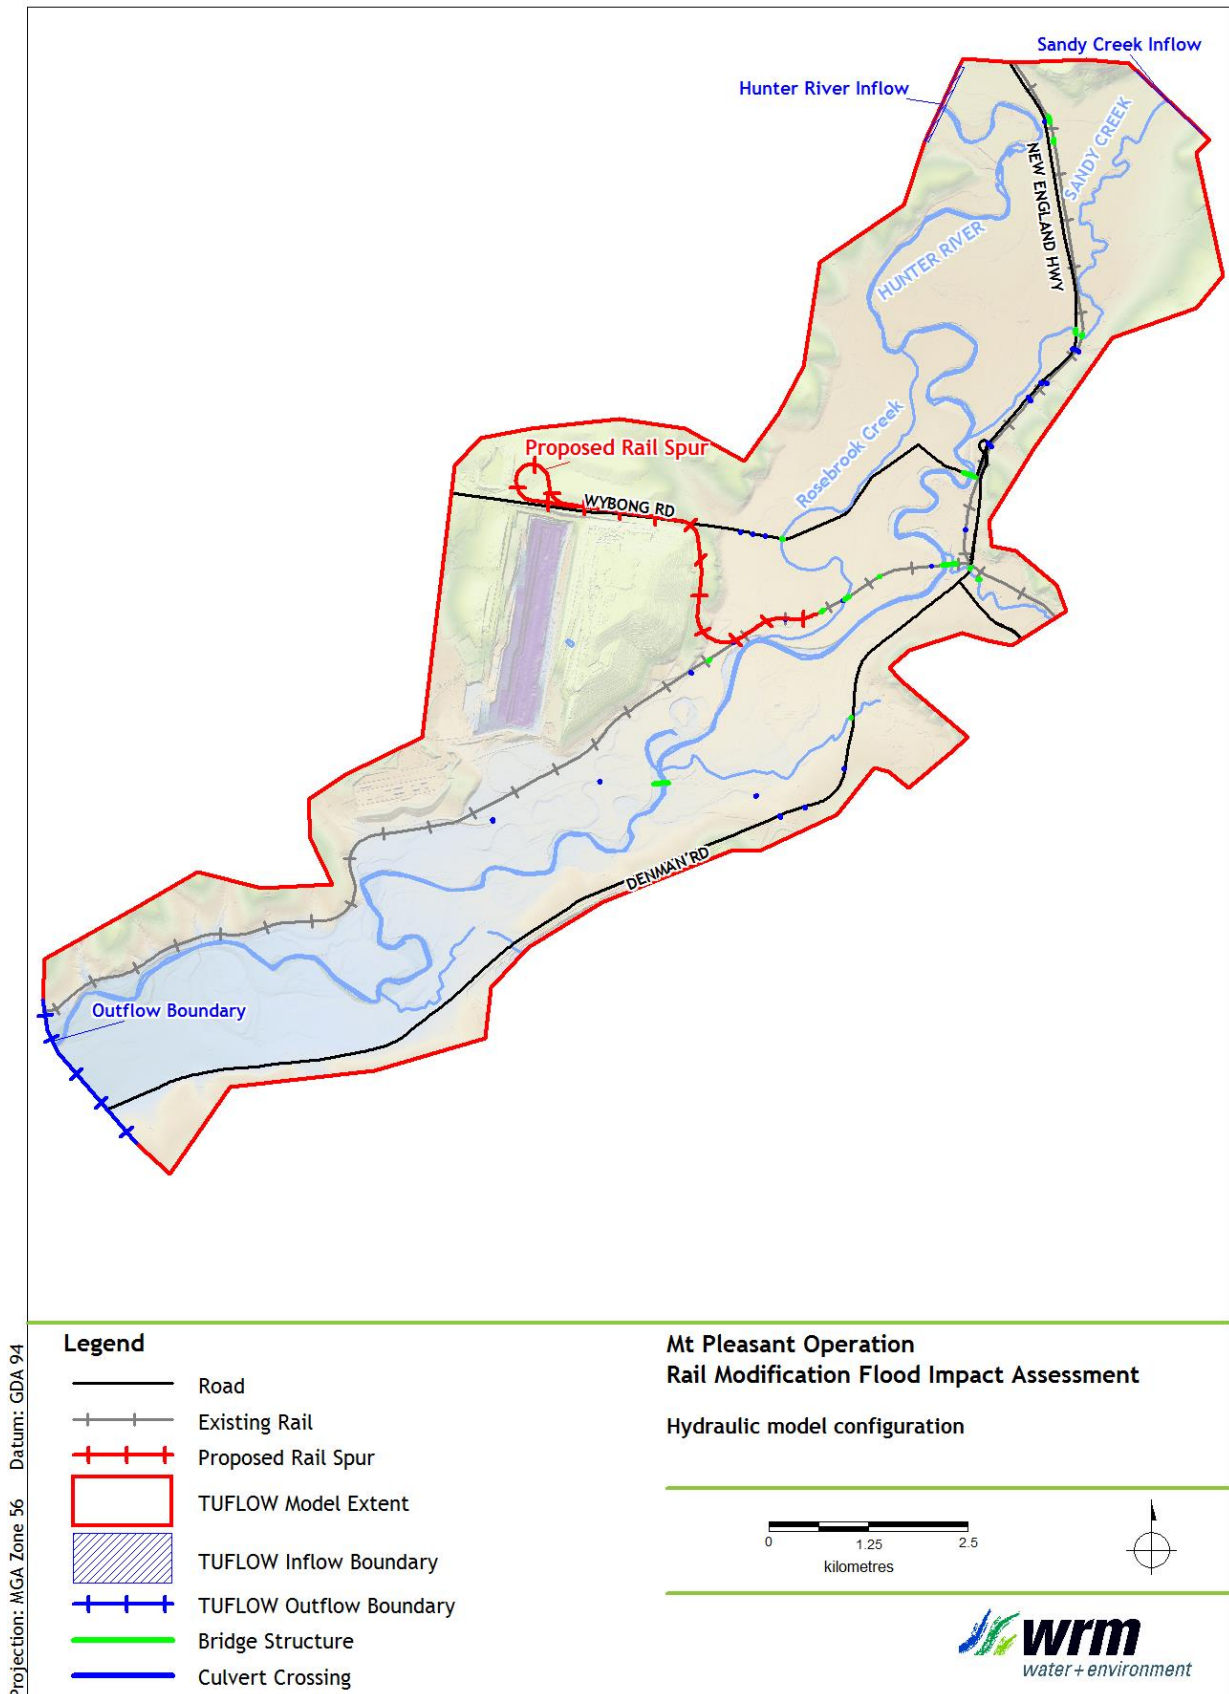 Sandy Creek Inflow
Hunter River Inflow
SANDY CREEK
NEW ENGLAND HWY
HUNTER RIVER
Rosebrook Creek
Proposed Rail Spur
WYBONG RD
DENMAN RD
Outflow Boundary
Legend
Road
Existing Rail
Proposed Rail Spur
TUFLOW Model Extent
TUFLOW Inflow Boundary
TUFLOW Outflow Boundary
Bridge Structure
Culvert Crossing
Mt Pleasant Operation
Rail Modification Flood Impact Assessment
Hydraulic model configuration
0 1.25 2.5
kilometres
wrm
water + environment
Projection: MGA Zone 56 Datum: GDA 94